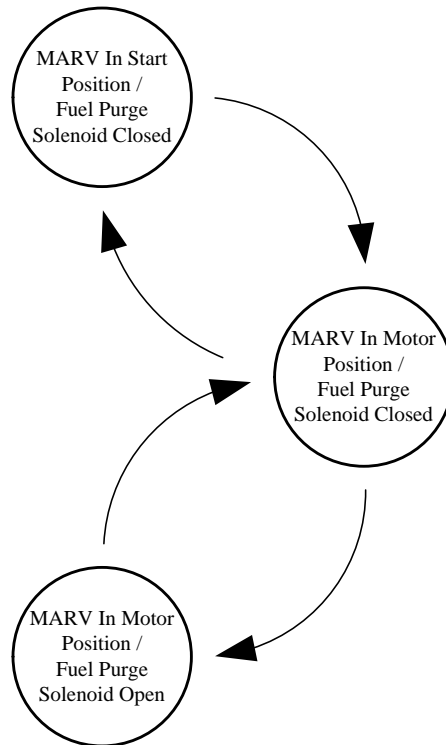 MARV In Start
Position /
Fuel Purge
Solenoid Closed
MARV In Motor
Position /
Fuel Purge
Solenoid Closed
MARV In Motor
Position /
Fuel Purge
Solenoid Open